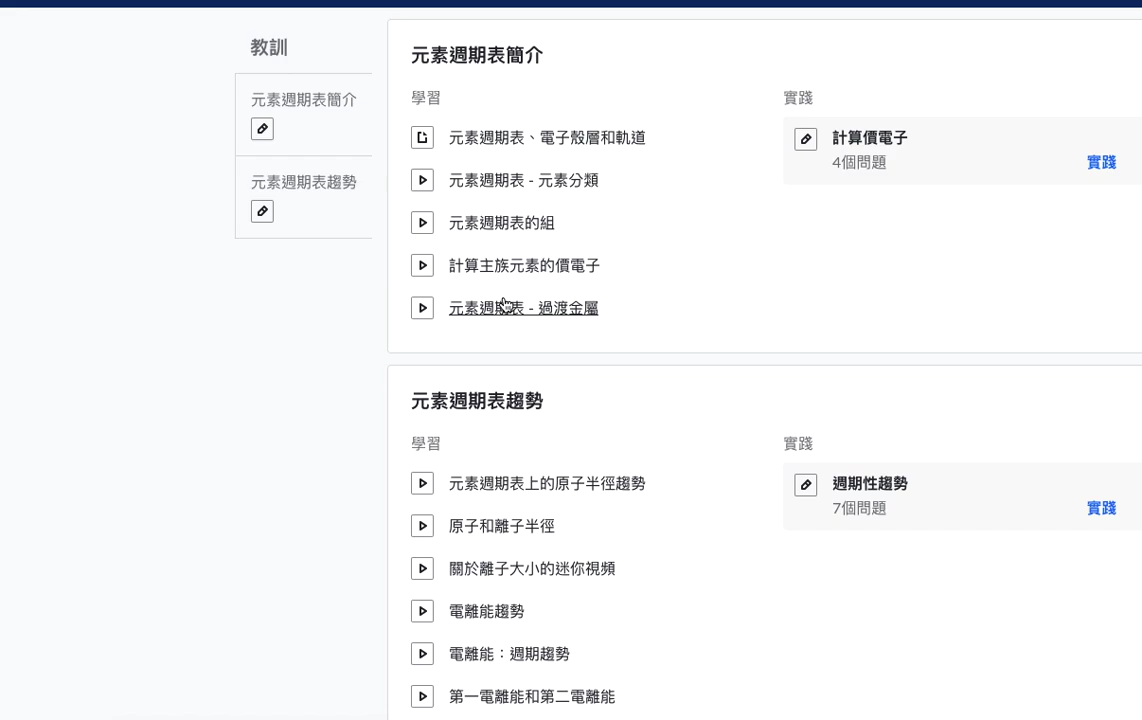 教訓
元素週期表簡介
元素週期表趨勢
元素週期表簡介
學習
元素週期表、電子殼層和軌道
元素週期表 - 元素分類
元素週期表的組
計算主族元素的價電子
元素週期表 - 過渡金屬
實踐
計算價電子
4個問題
實踐
元素週期表趨勢
學習
元素週期表上的原子半徑趨勢
原子和離子半徑
關於離子大小的迷你視頻
電離能趨勢
電離能：週期趨勢
第一電離能和第二電離能
實踐
週期性趨勢
7個問題
實踐